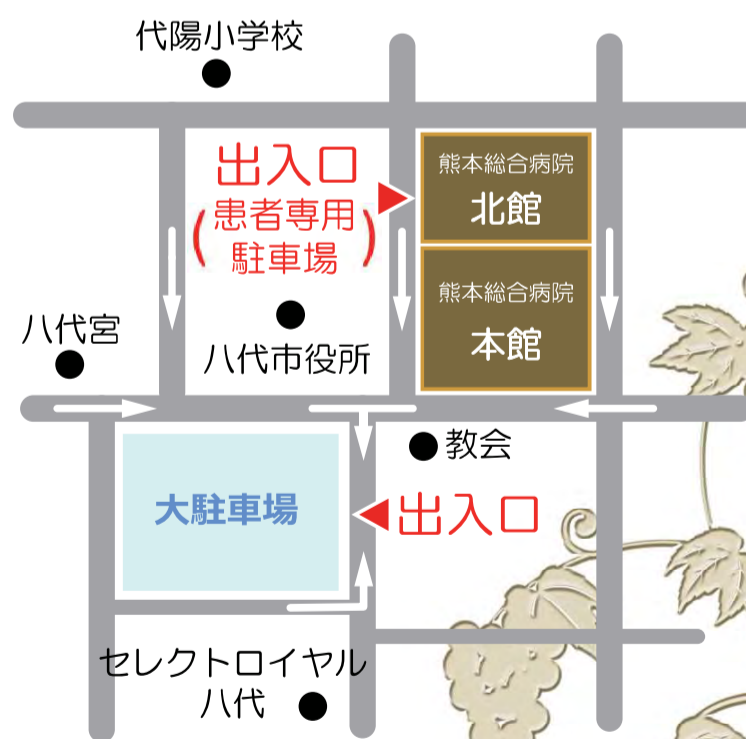 代陽小学校
出入口
(患者専用
駐車場)
熊本総合病院
北館
熊本総合病院
本館
八代宮
八代市役所
教会
大駐車場
出入口
セレクトロイヤル
八代